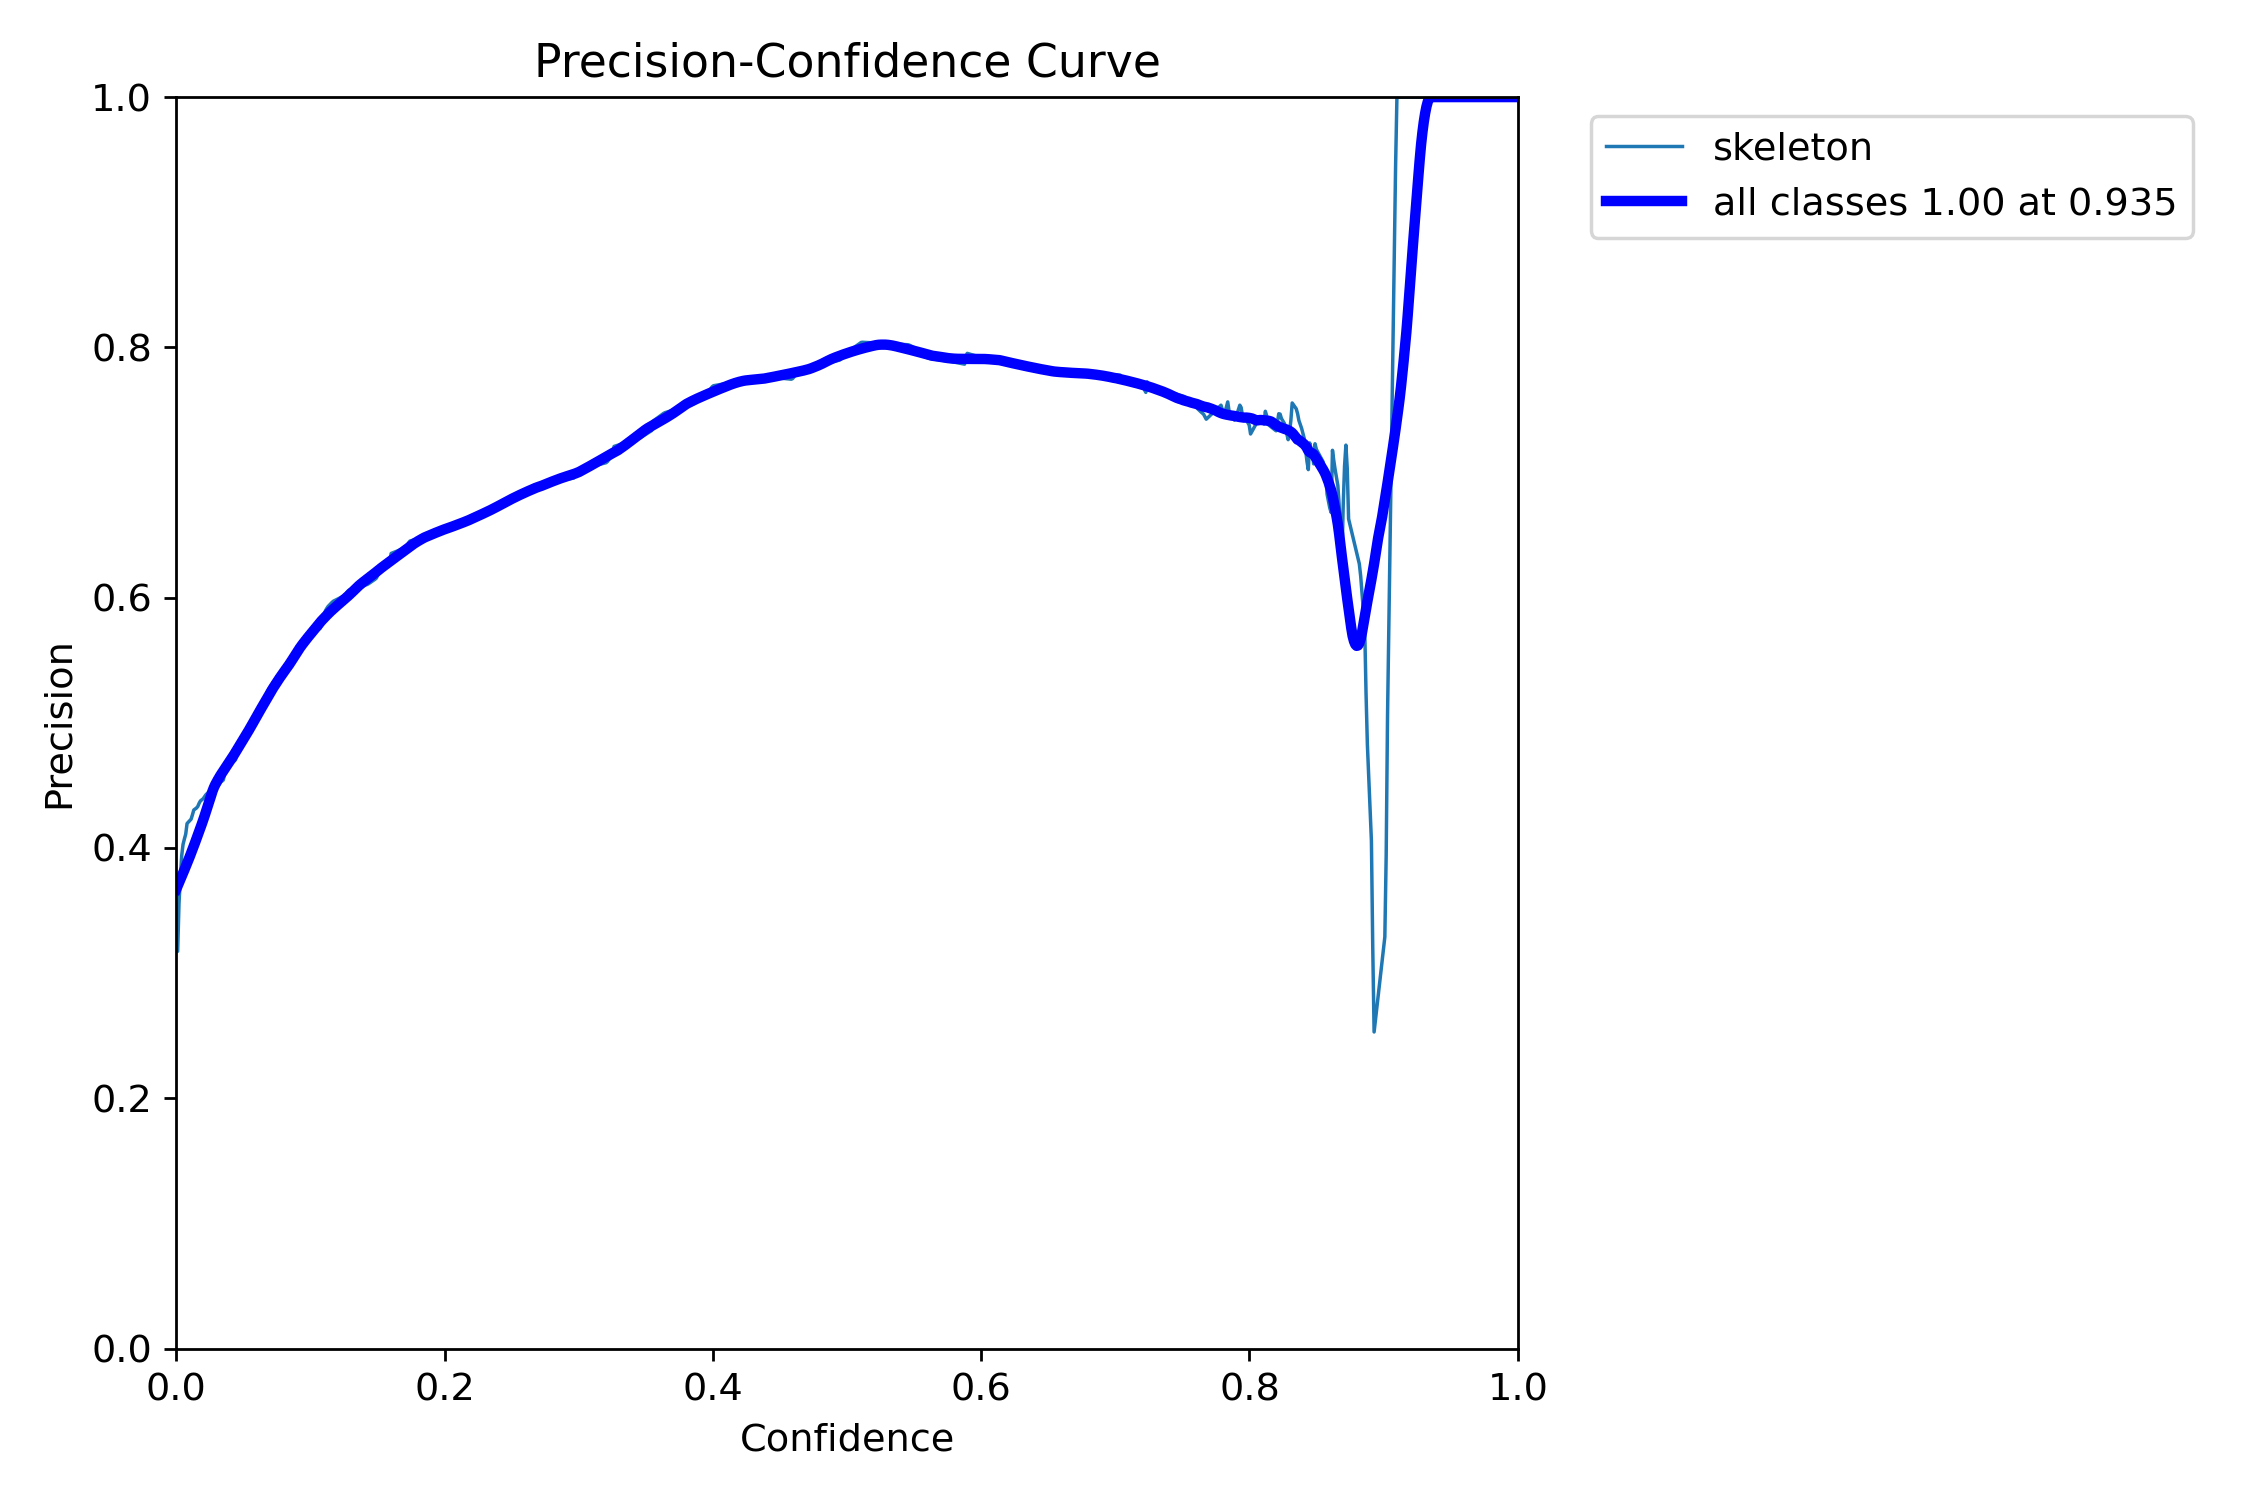 Precision-Confidence Curve
1.0
0.8
0.6
0.4
0.2
0.0
Precision
0.0 0.2 0.4 0.6 0.8 1.0
Confidence
skeleton
all classes 1.00 at 0.935